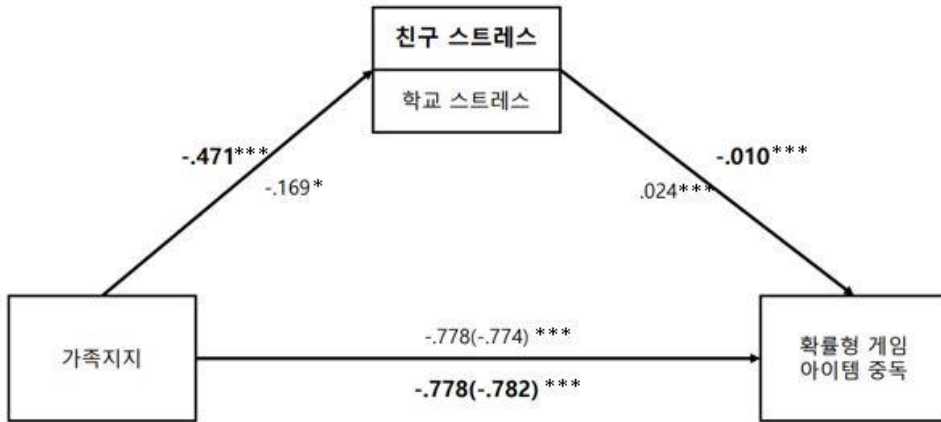 친구 스트레스
학교 스트레스
-.471***
-.169*
-.010***
.024***
가족지지
-.778(-.774) ***
-.778(-.782) ***
확률형 게임
아이템 중독